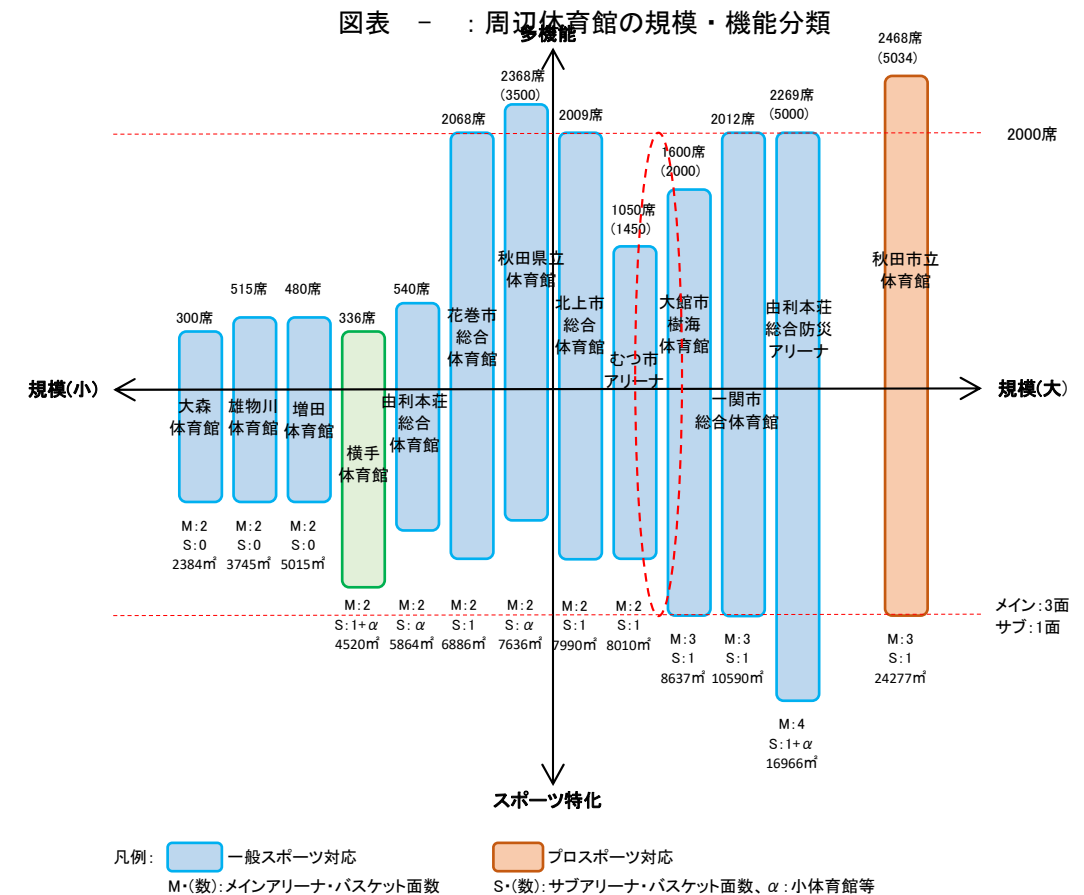 図表　-　：周辺体育館の規模・機能分類
多機能
2468席
(5034)
2368席
(3500)
2269席
(5000)
2068席
2009席
2012席
2000席
1600席
(2000)
1050席
(1450)
515席
480席
540席
300席
336席
秋田県立
体育館
秋田市立
体育館
花巻市
総合
体育館
北上市
総合
体育館
大館市
樹海
体育館
由利本荘
総合防災
アリーナ
むつ市
アリーナ
規模(小)
規模(大)
大森
体育館
雄物川
体育館
増田
体育館
横手
体育館
由利本荘
総合
体育館
一関市
総合体育館
M:2
S:0
2384㎡
M:2
S:0
3745㎡
M:2
S:0
5015㎡
M:2
S:1+α
4520㎡
M:2
S:α
5864㎡
M:2
S:1
6886㎡
M:2
S:α
7636㎡
M:2
S:1
7990㎡
M:2
S:1
8010㎡
M:3
S:1
8637㎡
M:3
S:1
10590㎡
M:4
S:1+α
16966㎡
M:3
S:1
24277㎡
メイン:3面
サブ:1面
スポーツ特化
凡例:
一般スポーツ対応
プロスポーツ対応
M・(数):メインアリーナ・バスケット面数
S・(数):サブアリーナ・バスケット面数、α:小体育館等